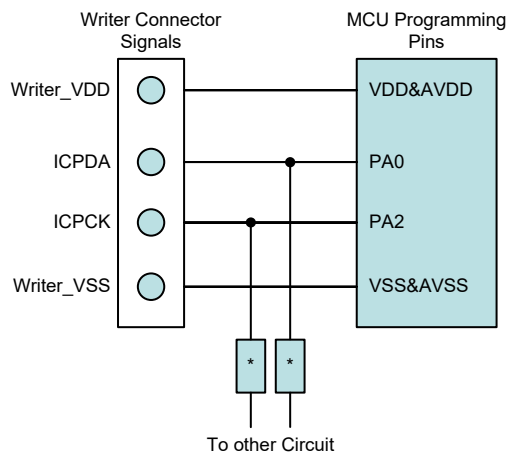 Writer Connector
Signals
MCU Programming
Pins
Writer_VDD
VDD&AVDD
ICPDA
PA0
ICPCK
PA2
Writer_VSS
VSS&AVSS
* *
To other Circuit